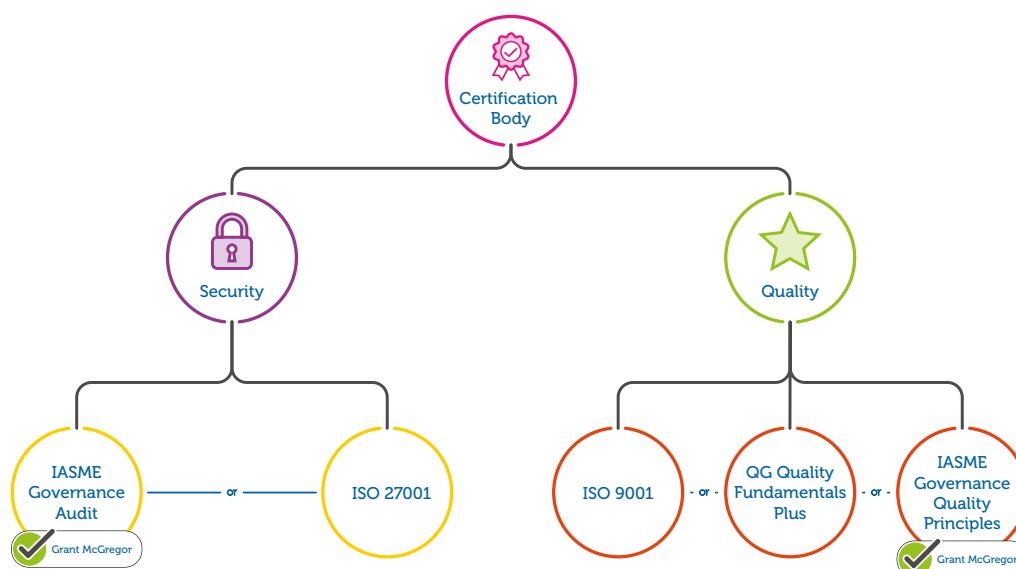 Certification
Body
Security
Quality
IASME
Governance
Audit
or
ISO 27001
ISO 9001
or
QG Quality
Fundamentals
Plus
or
IASME
Governance
Quality
Principles
Grant McGregor
Grant McGregor